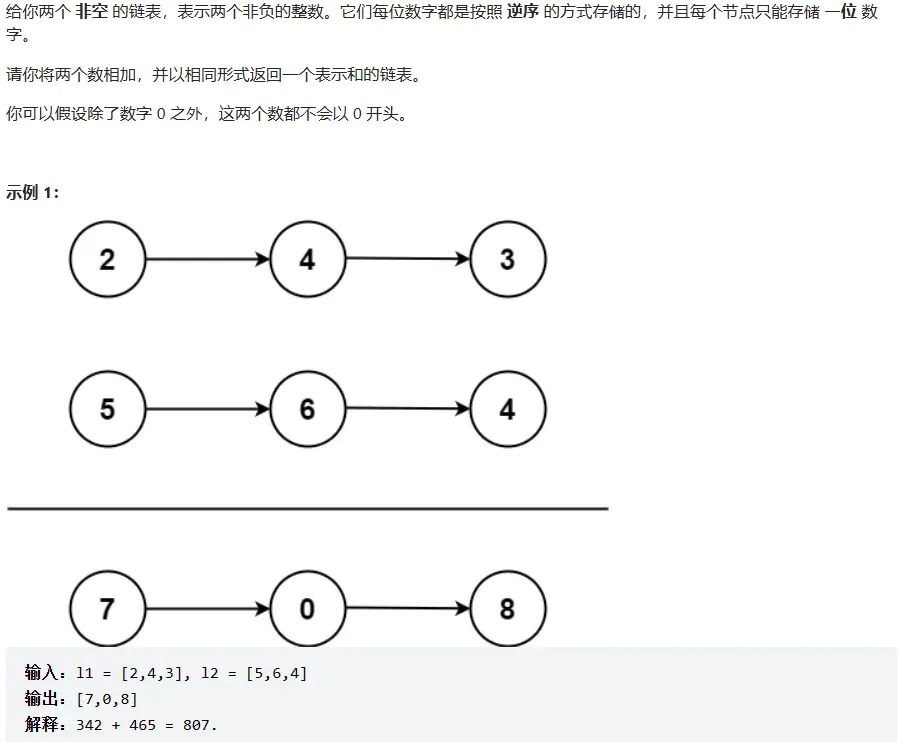 给你两个 非空 的链表，表示两个非负的整数。它们每位数字都是按照 逆序 的方式存储的，并且每个节点只能存储 一位 数
字。
请你将两个数相加，并以相同形式返回一个表示和的链表。
你可以假设除了数字 0 之外，这两个数都不会以 0 开头。
示例 1：
2 4 3
5 6 4
7 0 8
输入：l1 = [2,4,3], l2 = [5,6,4]
输出：[7,0,8]
解释：342 + 465 = 807.